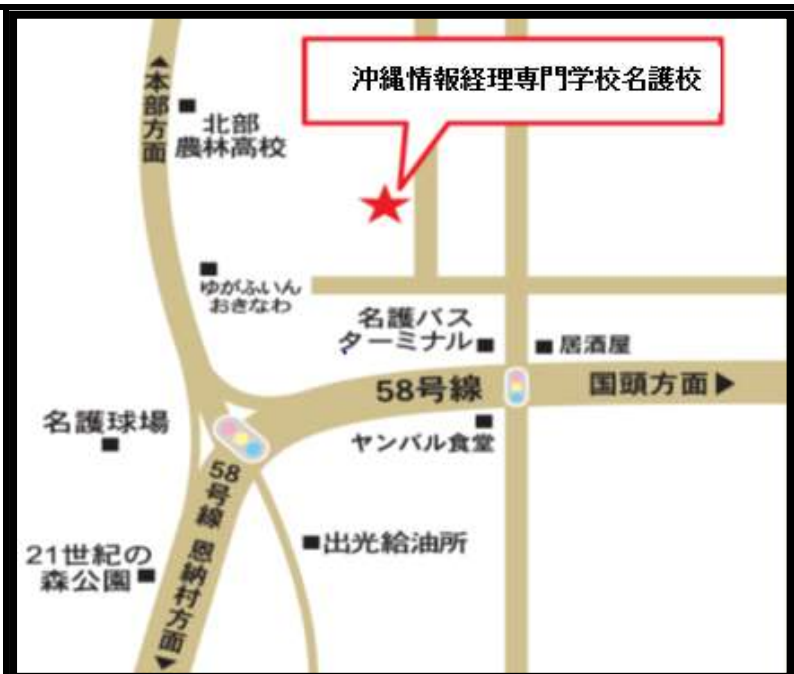 沖縄情報経理専門学校名護校
▲本部方面
北部
農林高校
ゆがふいん
おきなわ
名護バス
ターミナル
居酒屋
58号線
国頭方面▶
名護球場
ヤンバル食堂
58号線 恩納村方面▼
出光給油所
21世紀の
森公園